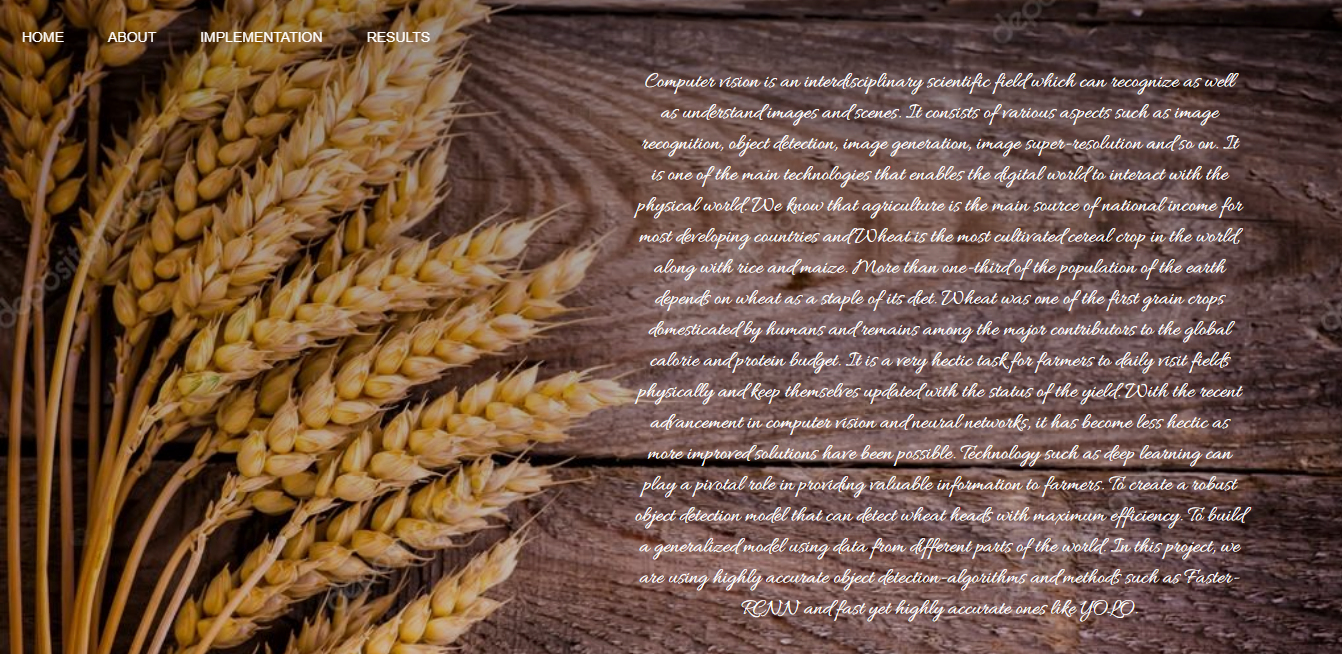 HOME ABOUT IMPLEMENTATION RESULTS
Computer vision is an interdisciplinary scientific field which can recognize as well
as understand images and scenes. It consists of various aspects such as image
recognition, object detection, image generation, image super-resolution and so on. It
is one of the main technologies that enables the digital world to interact with the
physical world. We know that agriculture is the main source of national income for
most developing countries and Wheat is the most cultivated cereal crop in the world,
along with rice and maize. More than one-third of the population of the earth
depends on wheat as a staple of its diet. Wheat was one of the first grain crops
domesticated by humans and remains among the major contributors to the global
calorie and protein budget. It is a very hectic task for farmers to daily visit fields
physically and keep themselves updated with the status of the yield. With the recent
advancement in computer vision and neural networks, it has become less hectic as
more improved solutions have been possible. Technology such as deep learning can
play a pivotal role in providing valuable information to farmers. To create a robust
object detection model that can detect wheat heads with maximum efficiency. To build
a generalized model using data from different parts of the world. In this project, we
are using highly accurate object detection-algorithms and methods such as Faster-
RCNN and fast yet highly accurate ones like YOLO.